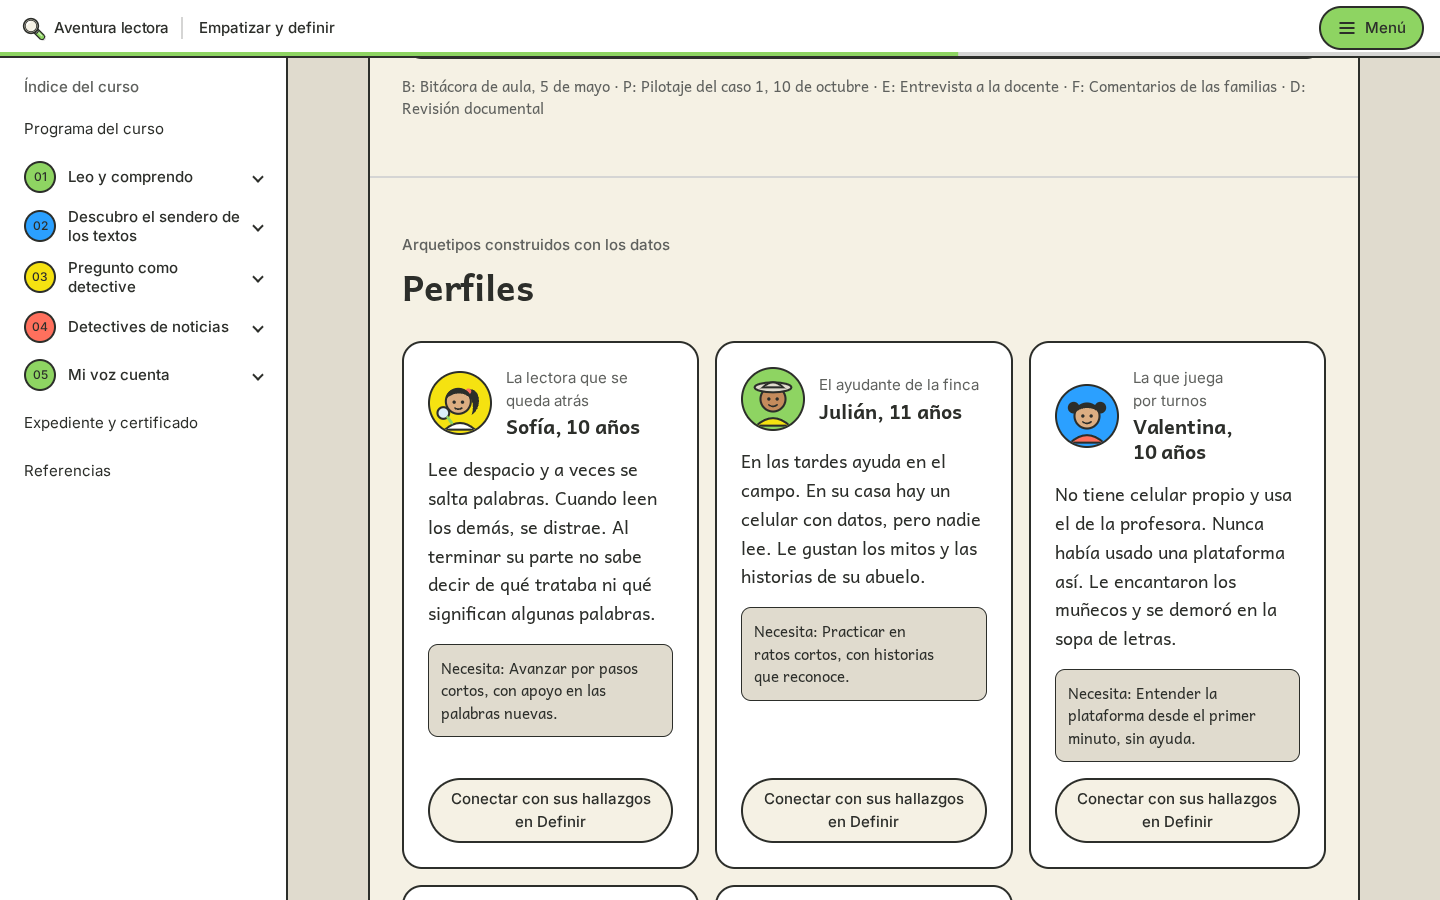 Aventura lectora
Empatizar y definir
Menú
Índice del curso
Programa del curso
01 Leo y comprendo
02 Descubro el sendero de
los textos
03 Pregunto como
detective
04 Detectives de noticias
05 Mi voz cuenta
Expediente y certificado
Referencias
B: Bitácora de aula, 5 de mayo · P: Pilotaje del caso 1, 10 de octubre · E: Entrevista a la docente · F: Comentarios de las familias · D:
Revisión documental
Arquetipos construidos con los datos
Perfiles
La lectora que se
queda atrás
Sofía, 10 años
Lee despacio y a veces se
salta palabras. Cuando leen
los demás, se distrae. Al
terminar su parte no sabe
decir de qué trataba ni qué
significan algunas palabras.
Necesita: Avanzar por pasos
cortos, con apoyo en las
palabras nuevas.
Conectar con sus hallazgos
en Definir
El ayudante de la finca
Julián, 11 años
En las tardes ayuda en el
campo. En su casa hay un
celular con datos, pero nadie
lee. Le gustan los mitos y las
historias de su abuelo.
Necesita: Practicar en
ratos cortos, con historias
que reconoce.
Conectar con sus hallazgos
en Definir
La que juega
por turnos
Valentina,
10 años
No tiene celular propio y usa
el de la profesora. Nunca
había usado una plataforma
así. Le encantaron los
muñecos y se demoró en la
sopa de letras.
Necesita: Entender la
plataforma desde el primer
minuto, sin ayuda.
Conectar con sus hallazgos
en Definir